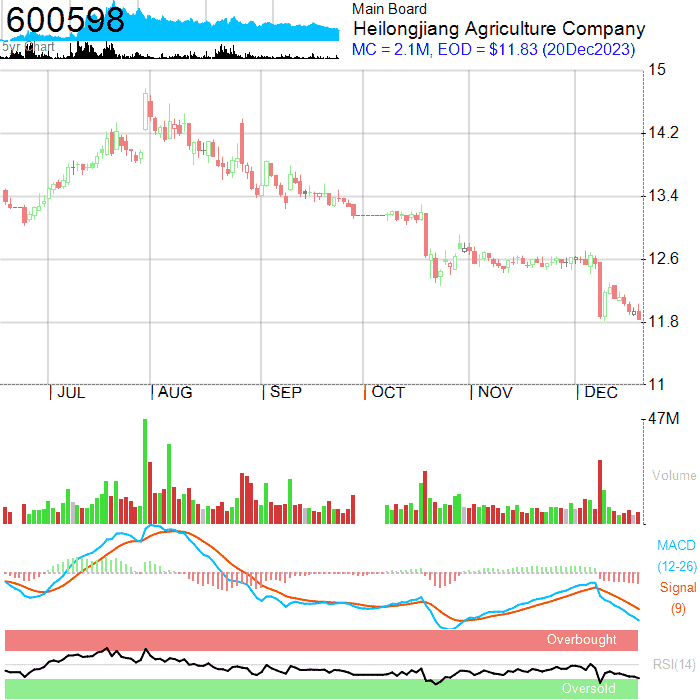 600598
5yr Chart
Main Board
Heilongjiang Agriculture Company
MC = 2.1M, EOD = $11.83 (20Dec2023)
15
14.2
13.4
12.6
11.8
11
JUL AUG SEP OCT NOV DEC
47M
Volume
MACD
(12-26)
Signal
(9)
Overbought
RSI(14)
Oversold